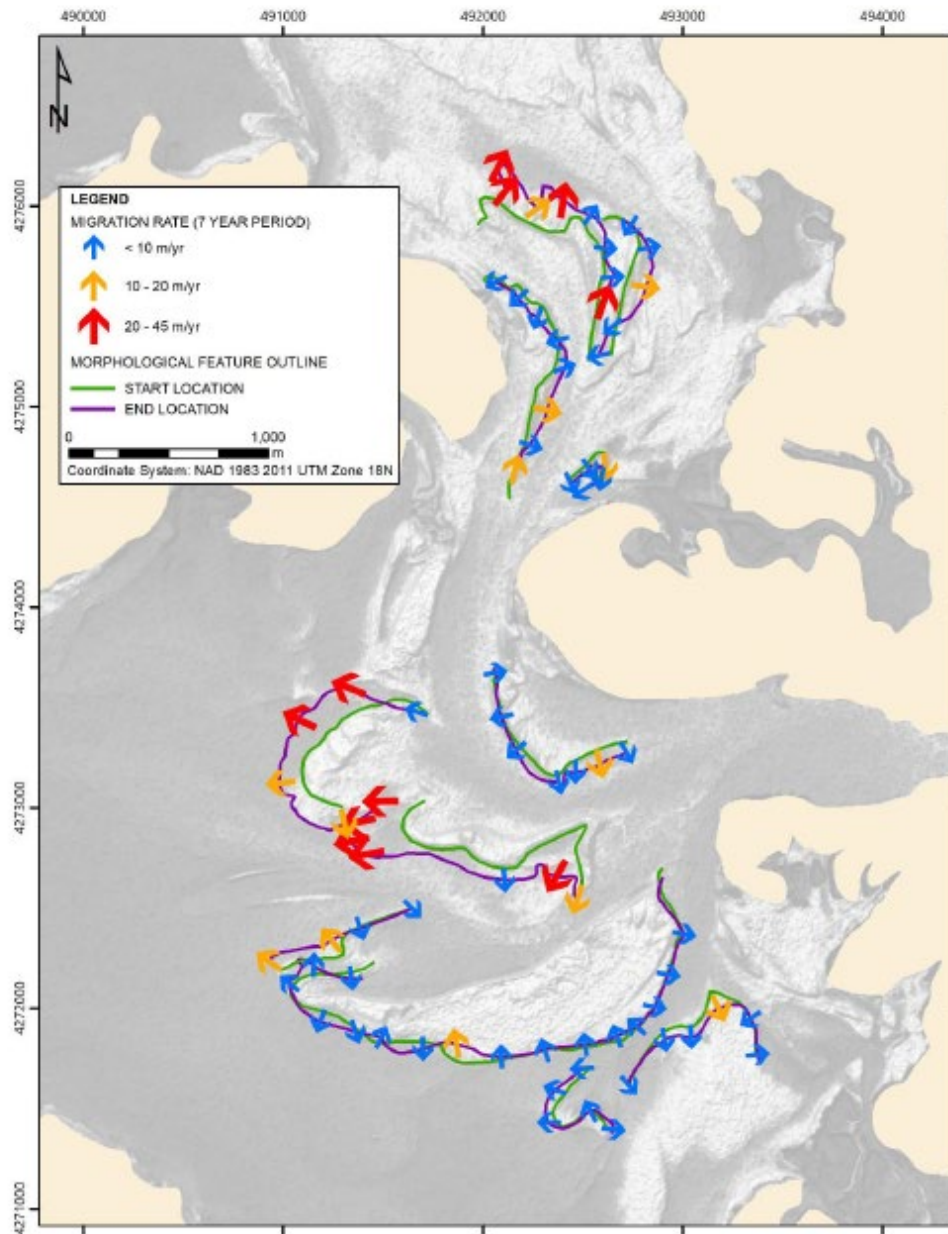 490000 491000 492000 493000 494000
N
4276000
4275000
4274000
4273000
4272000
4271000
LEGEND
MIGRATION RATE (7 YEAR PERIOD)
< 10 m/yr
10 - 20 m/yr
20 - 45 m/yr
MORPHOLOGICAL FEATURE OUTLINE
START LOCATION
END LOCATION
0 1,000
m
Coordinate System: NAD 1983 2011 UTM Zone 18N